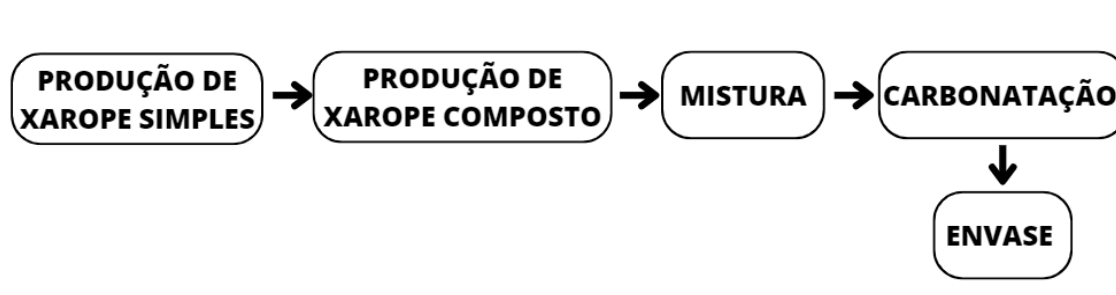 PRODUÇÃO DE
XAROPE SIMPLES
PRODUÇÃO DE
XAROPE COMPOSTO
MISTURA
CARBONATAÇÃO
ENVASE